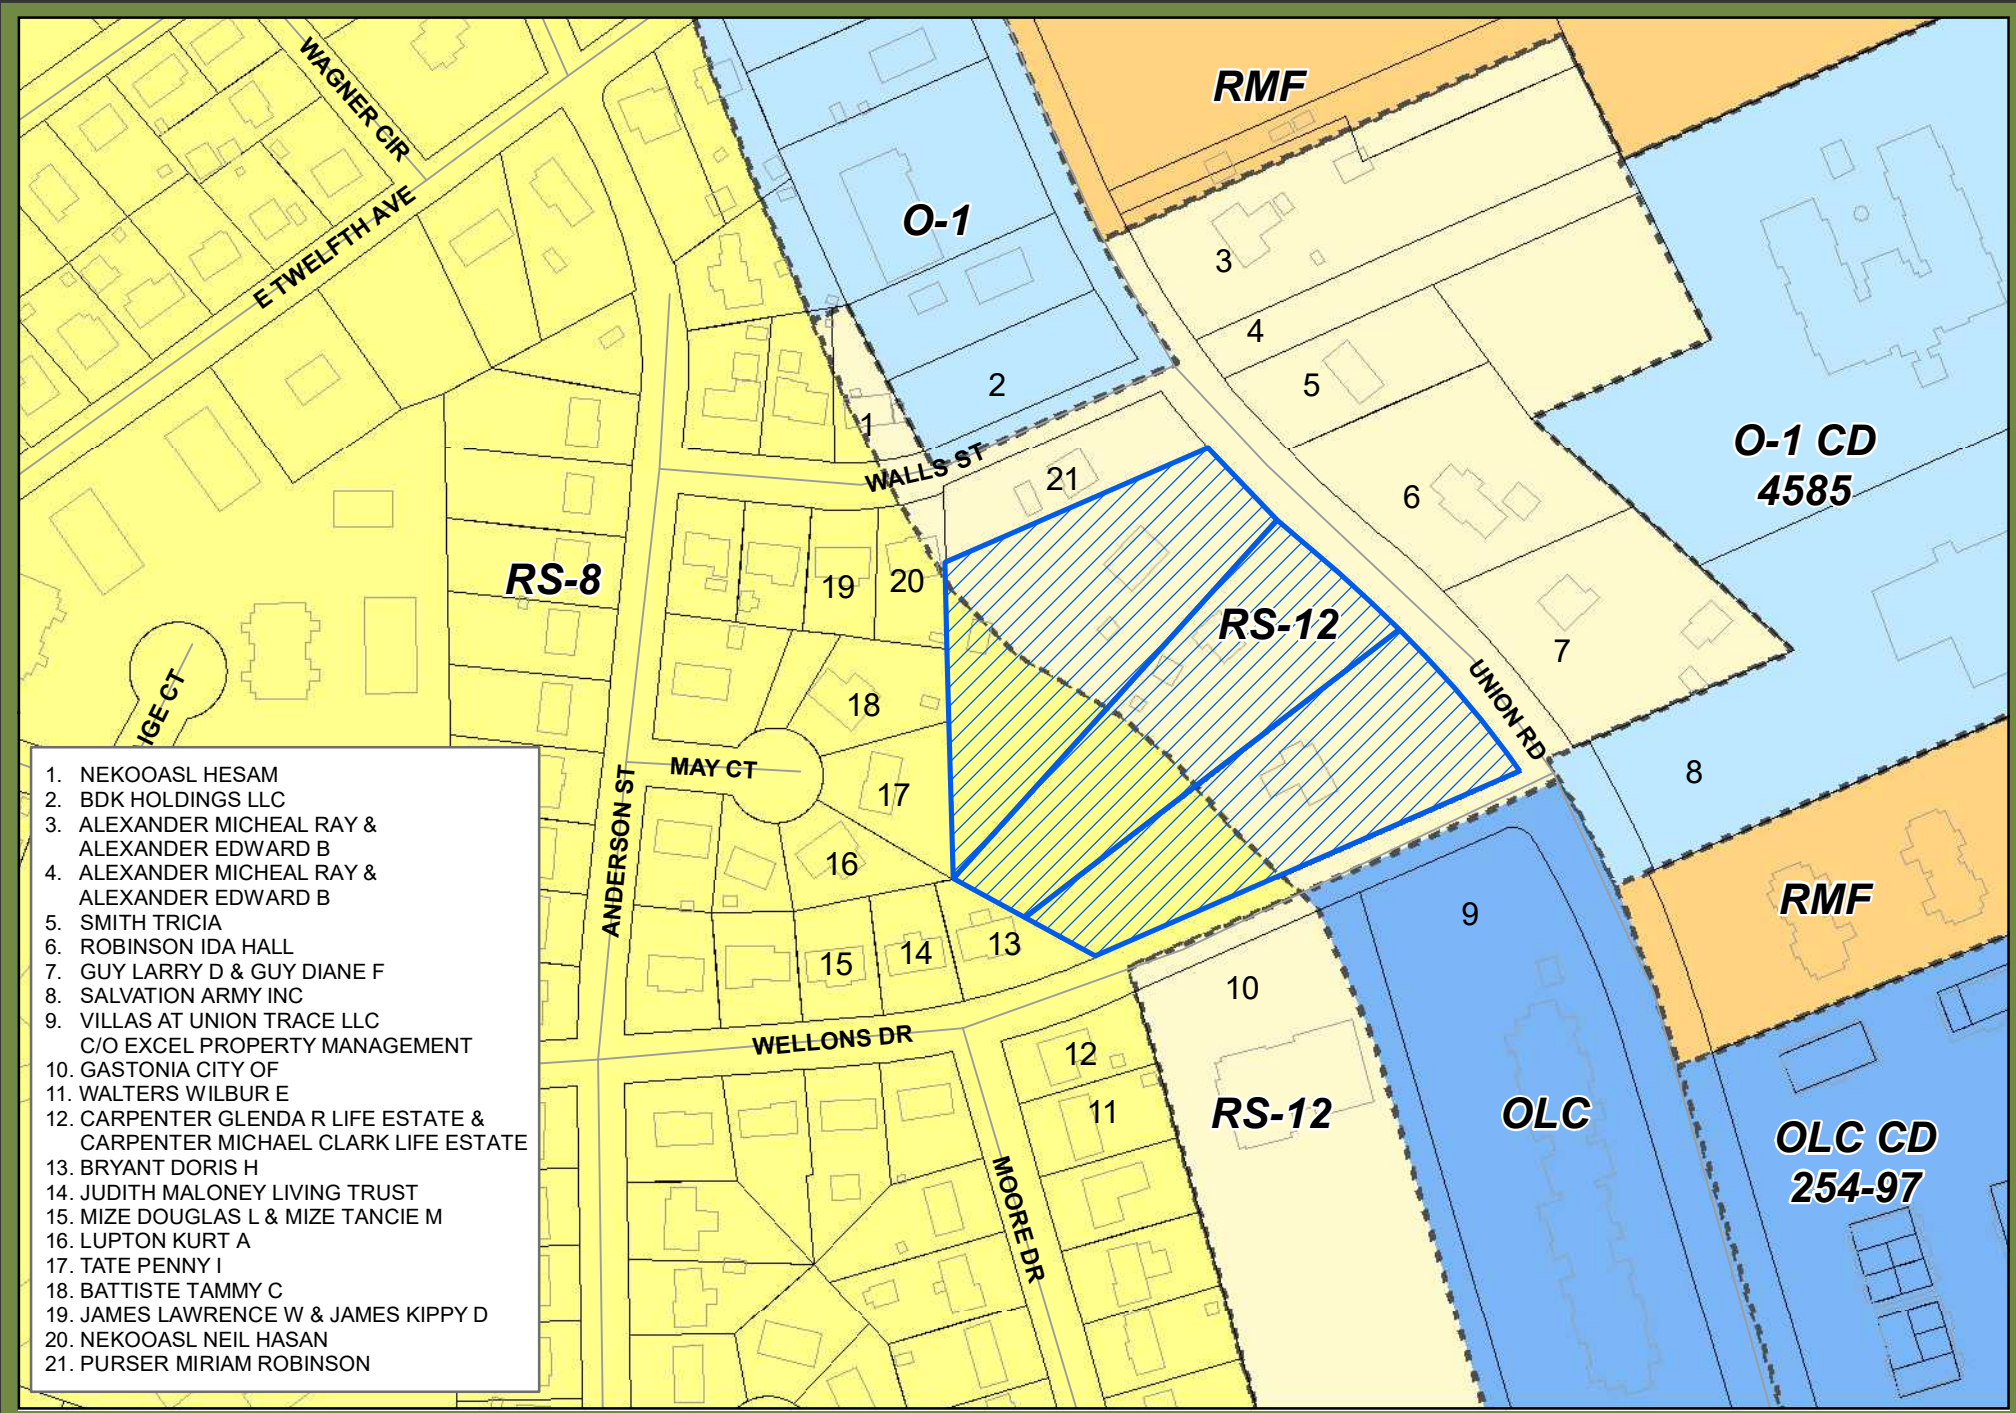 WAGNER CIR
RMF
O-1
E TWELFTH AVE
3
4
5
2
1
O-1 CD
4585
WALLS ST
21
6
RS-8
19
20
RS-12
7
UNION RD
18
IGE CT
MAY CT
17
8
ANDERSON ST
16
9
RMF
15
14
13
10
WELLONS DR
12
11
RS-12
OLC
OLC CD
254-97
MOORE DR
1. NEKOOASL HESAM
2. BDK HOLDINGS LLC
3. ALEXANDER MICHEAL RAY &
ALEXANDER EDWARD B
4. ALEXANDER MICHEAL RAY &
ALEXANDER EDWARD B
5. SMITH TRICIA
6. ROBINSON IDA HALL
7. GUY LARRY D & GUY DIANE F
8. SALVATION ARMY INC
9. VILLAS AT UNION TRACE LLC
C/O EXCEL PROPERTY MANAGEMENT
10. GASTONIA CITY OF
11. WALTERS WILBUR E
12. CARPENTER GLENDA R LIFE ESTATE &
CARPENTER MICHAEL CLARK LIFE ESTATE
13. BRYANT DORIS H
14. JUDITH MALONEY LIVING TRUST
15. MIZE DOUGLAS L & MIZE TANCIE M
16. LUPTON KURT A
17. TATE PENNY I
18. BATTISTE TAMMY C
19. JAMES LAWRENCE W & JAMES KIPPY D
20. NEKOOASL NEIL HASAN
21. PURSER MIRIAM ROBINSON